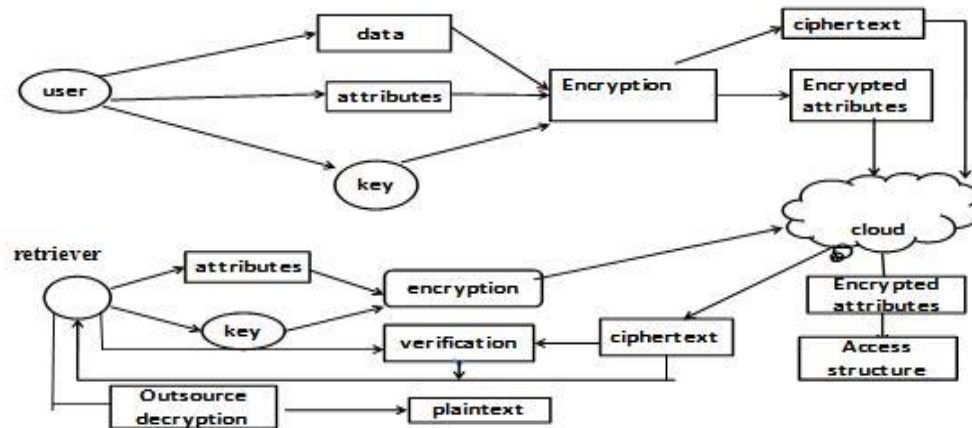 data
ciphertext
user
attributes
Encryption
Encrypted
attributes
key
cloud
retriever
attributes
encryption
Encrypted
attributes
key
verification
ciphertext
Access
structure
Outsource
decryption
plaintext